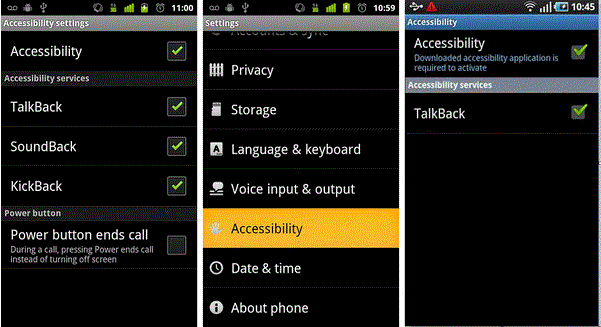 11:00
Accessibility settings
Accessibility
Accessibility services
TalkBack
SoundBack
KickBack
Power button
Power button ends call
During a call, pressing Power ends call
instead of turning off screen
10:59
Settings
Accounts & sync
Privacy
Storage
Language & keyboard
Voice input & output
Accessibility
Date & time
About phone
10:45
Accessibility
Accessibility
Downloaded accessibility application is
required to activate
Accessibility services
TalkBack